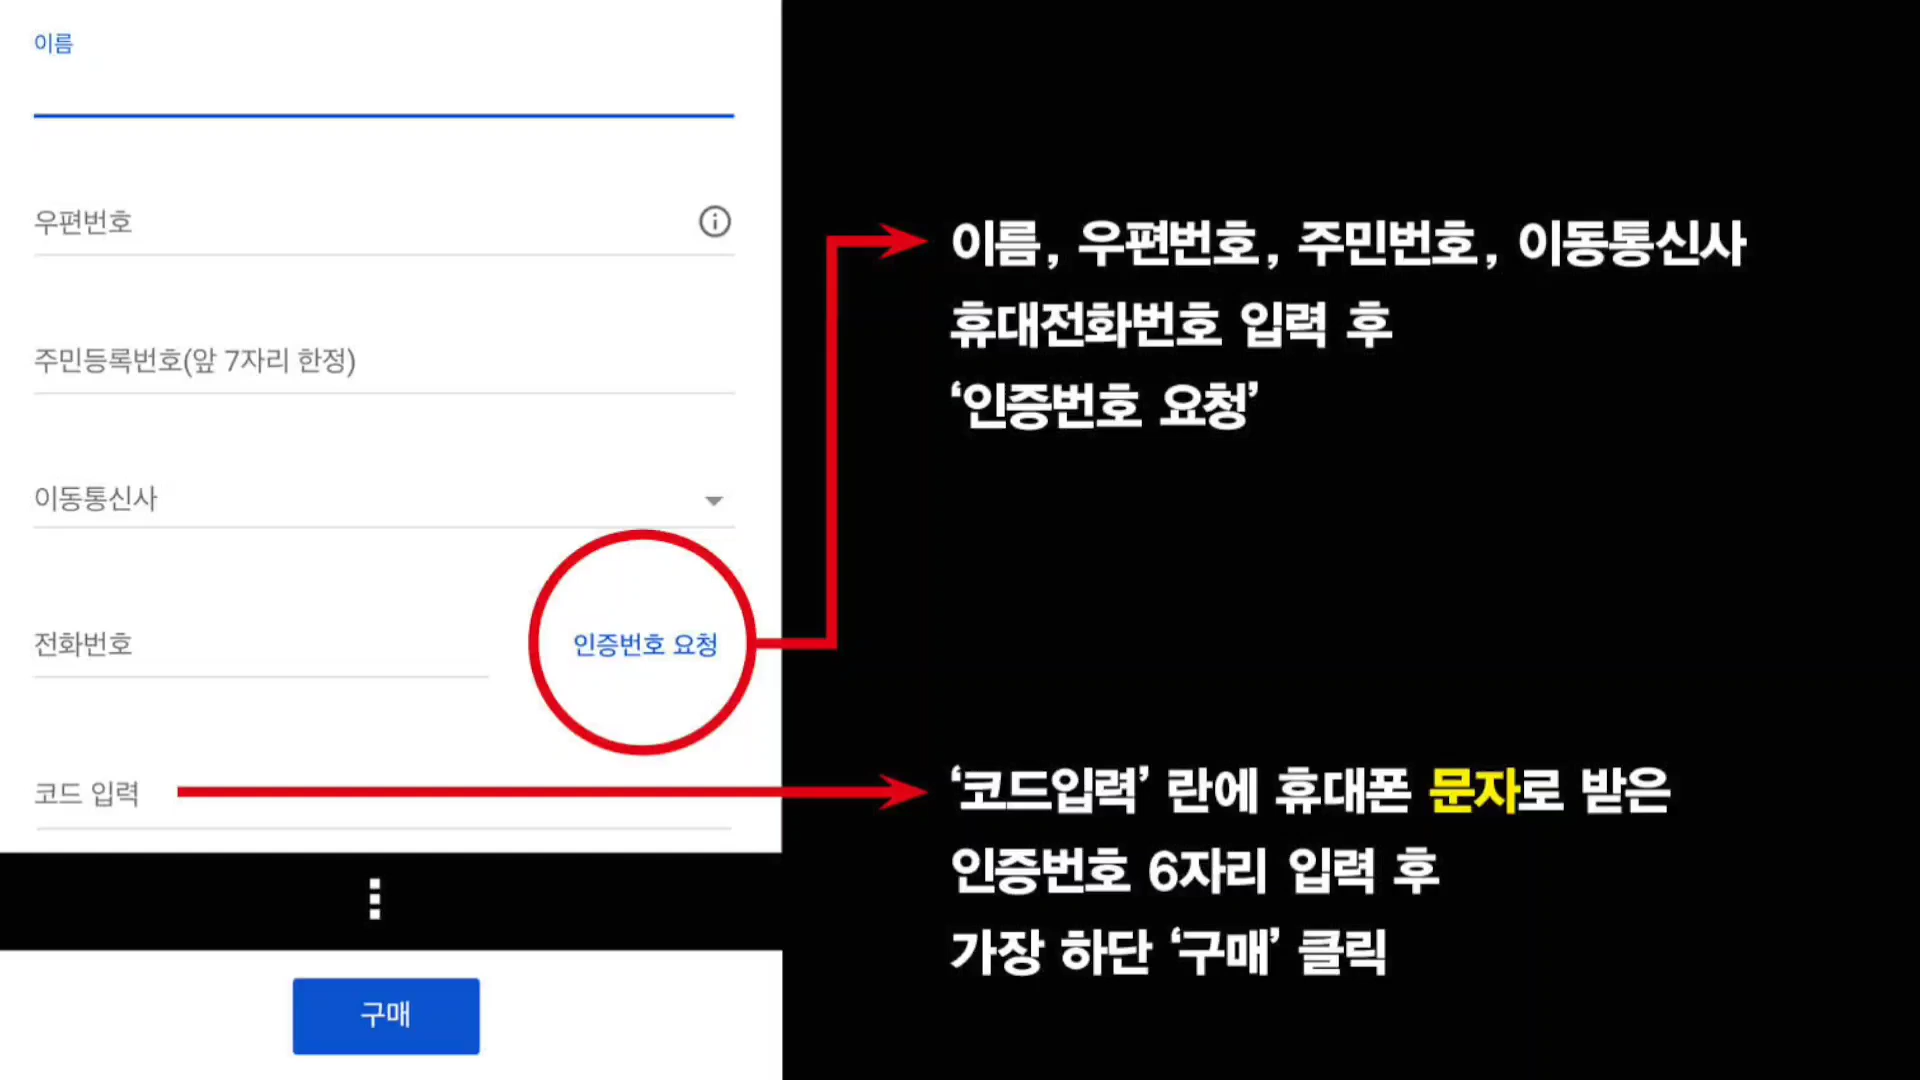 이름
우편번호
주민등록번호(앞 7자리 한정)
이동통신사
전화번호
인증번호 요청
코드 입력
구매
이름, 우편번호, 주민번호, 이동통신사
휴대전화번호 입력 후
‘인증번호 요청’
‘코드입력’ 란에 휴대폰 문자로 받은
인증번호 6자리 입력 후
가장 하단 ‘구매’ 클릭